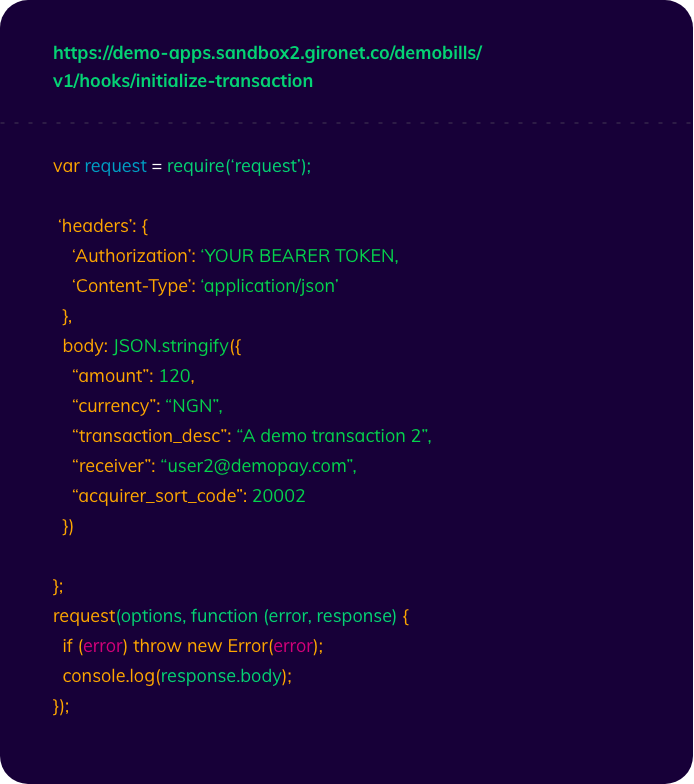 https://demo-apps.sandbox2.gironet.co/demobills/
v1/hooks/initialize-transaction
var request = require(‘request’);
‘headers’: {
‘Authorization’: ‘YOUR BEARER TOKEN,
‘Content-Type’: ‘application/json’
},
body: JSON.stringify({
“amount”: 120,
“currency”: “NGN”,
“transaction_desc”: “A demo transaction 2”,
“receiver”: “user2@demopay.com”,
“acquirer_sort_code”: 20002
})
};
request(options, function (error, response) {
if (error) throw new Error(error);
console.log(response.body);
});